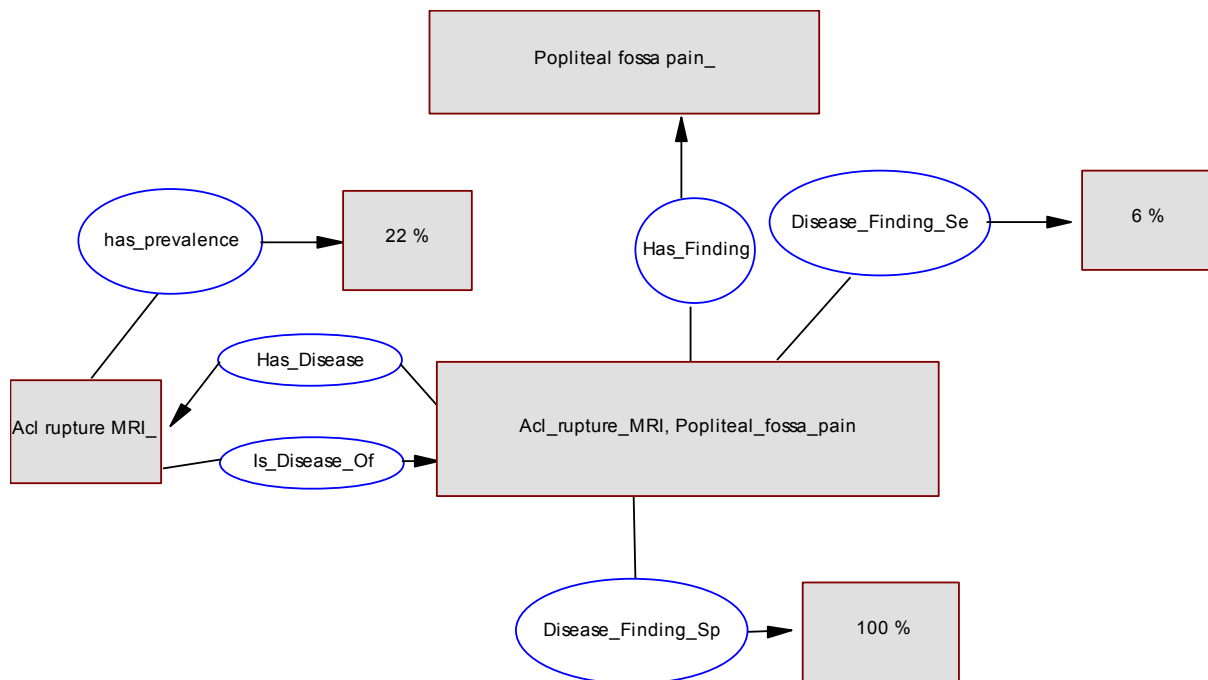 Popliteal fossa pain_
has_prevalence
22 %
Has_Finding
Disease_Finding_Se
6 %
Has_Disease
Acl rupture MRI_
Acl_rupture_MRI, Popliteal_fossa_pain
Is_Disease_Of
Disease_Finding_Sp
100 %